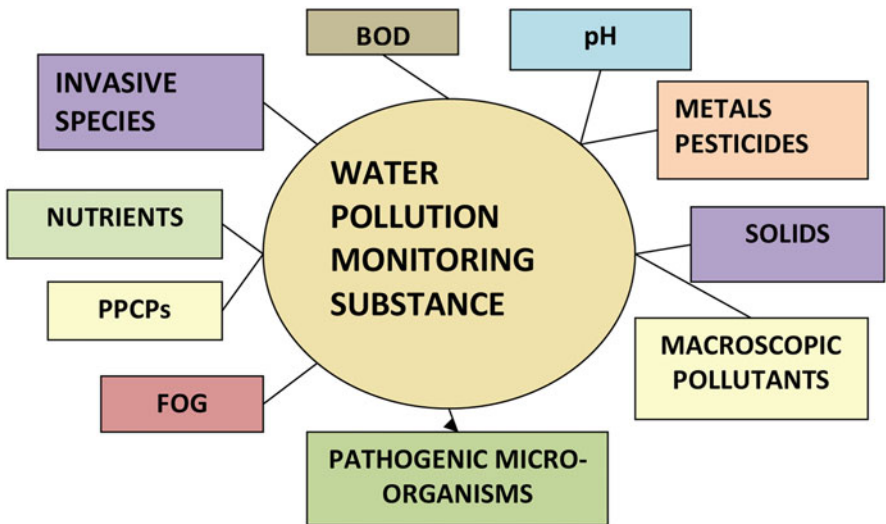 BOD
pH
INVASIVE
SPECIES
METALS
PESTICIDES
WATER
POLLUTION
MONITORING
SUBSTANCE
NUTRIENTS
SOLIDS
PPCPs
MACROSCOPIC
POLLUTANTS
FOG
PATHOGENIC MICRO-
ORGANISMS